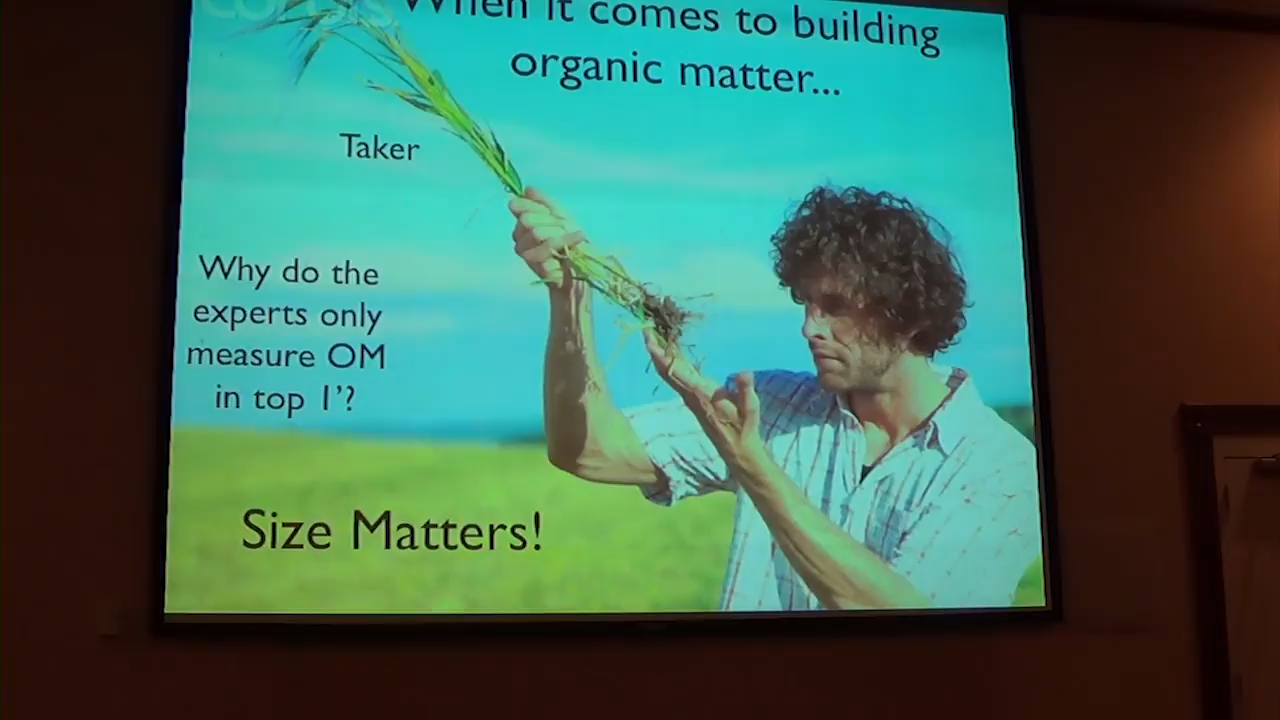 When it comes to building
organic matter...
Taker
Why do the
experts only
measure OM
in top 1'?
Size Matters!